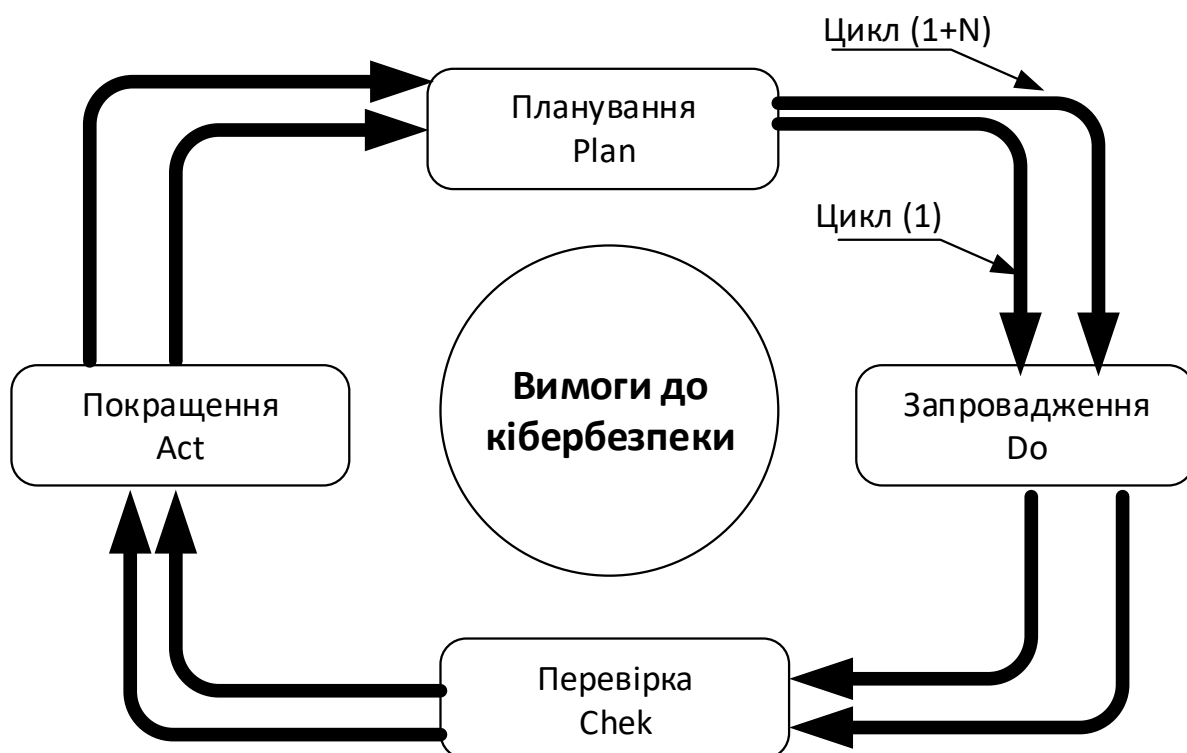 Цикл (1+N)
Планування
Plan
Цикл (1)
Вимоги до
кібербезпеки
Покращення
Act
Запровадження
Do
Перевірка
Chek